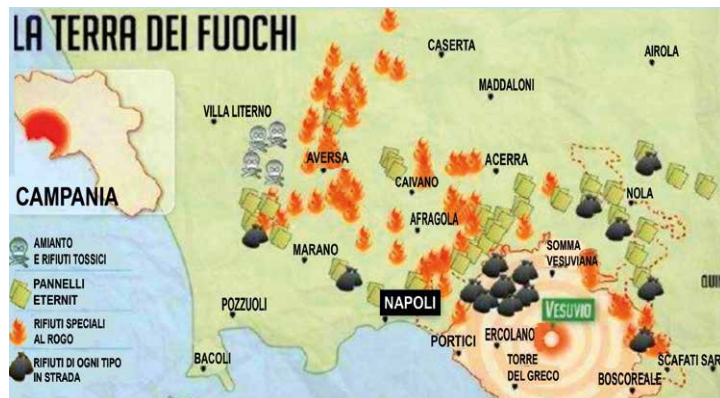 LA TERRA DEI FUOCHI
CASERTA
AIROLA
MADDALONI
VILLA LITERNO
AVERSA
ACERRA
CAIVANO
NOLA
CAMPANIA
AFRAGOLA
AMIANTO
E RIFIUTI TOSSICI
MARANO
SOMMA
VESUVIANA
PANNELLI
ETERNIT
QUI
POZZUOLI
NAPOLI
VESUVIO
RIFIUTI SPECIALI
AL ROGO
PORTICI
ERCOLANO
BACOLI
RIFIUTI DI OGNI TIPO
IN STRADA
TORRE
DEL GRECO
SCAFATI
SAR
BOSCOREALE